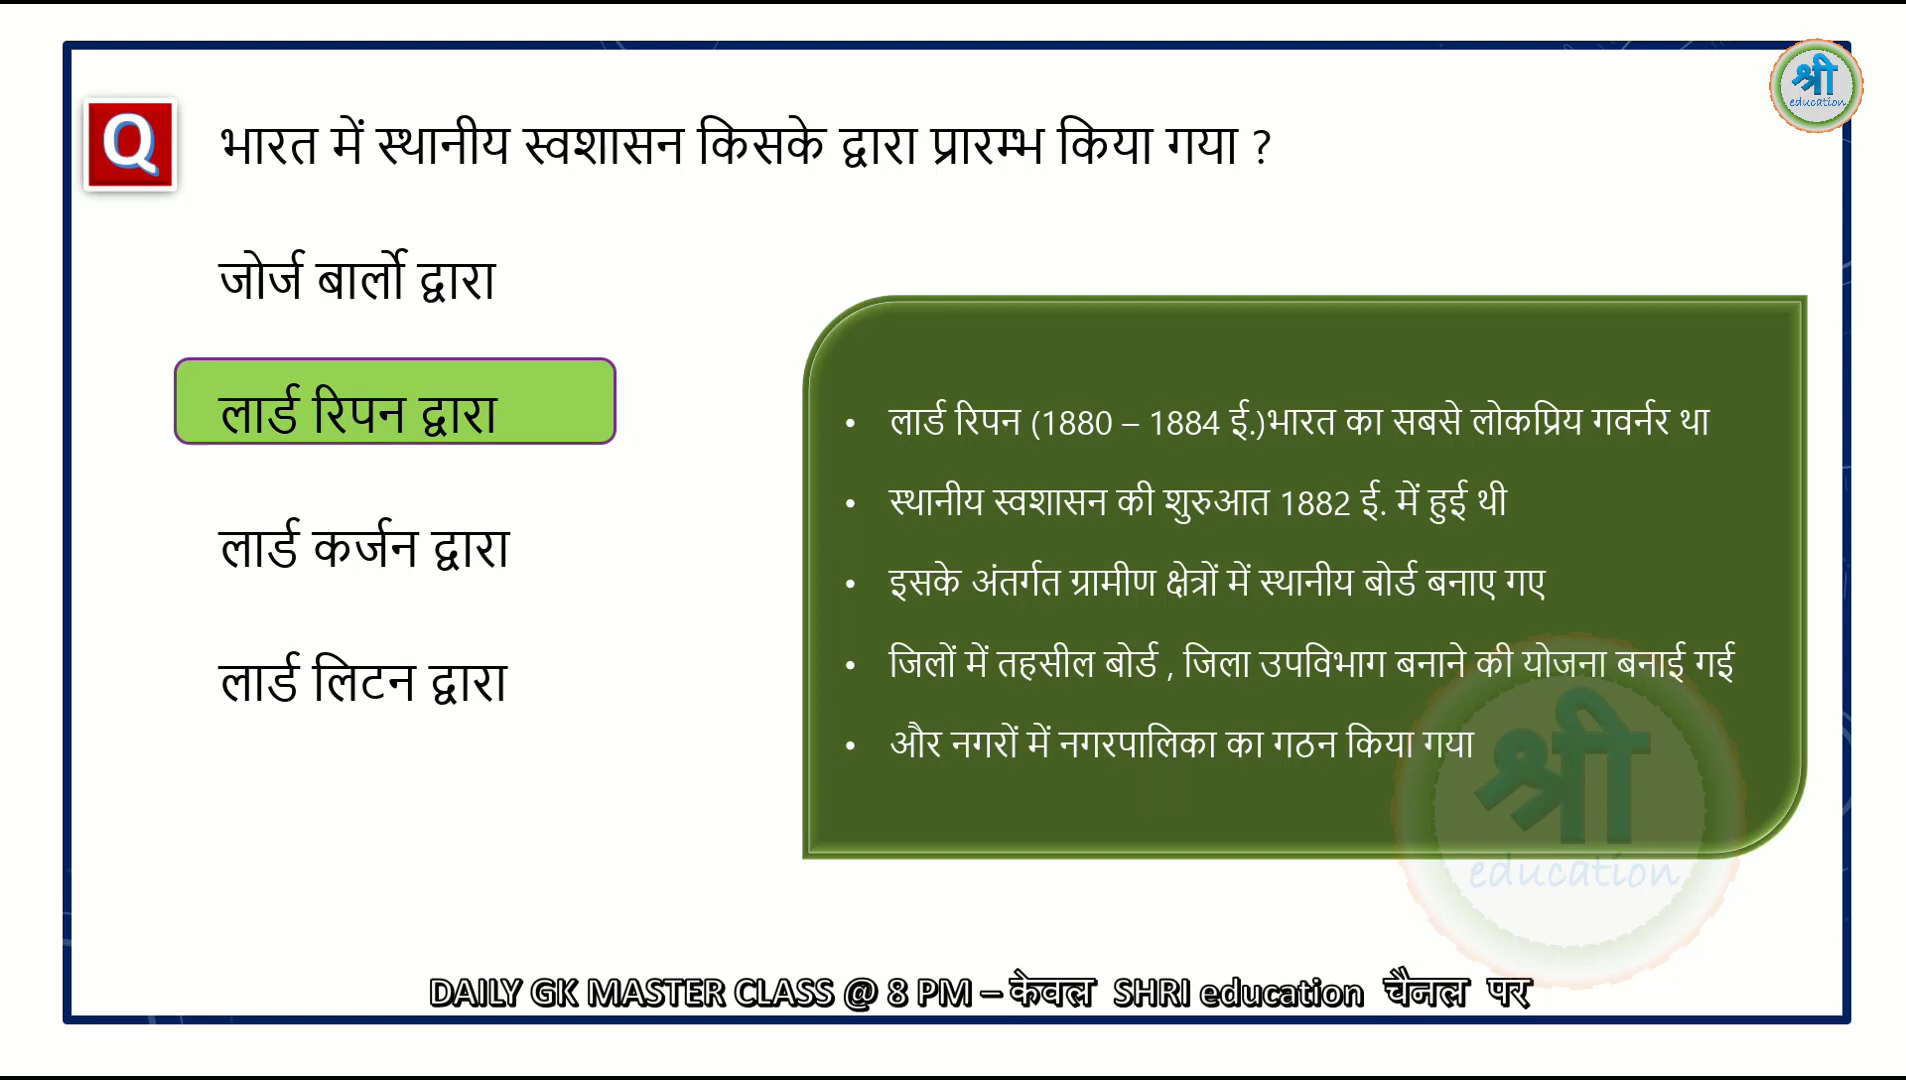 श्री
education
Q
भारत में स्थानीय स्वशासन किसके द्वारा प्रारम्भ किया गया ?
जोर्ज बार्लो द्वारा
लार्ड रिपन द्वारा
लार्ड कर्जन द्वारा
लार्ड लिटन द्वारा
• लार्ड रिपन (1880 – 1884 ई.)भारत का सबसे लोकप्रिय गवर्नर था
• स्थानीय स्वशासन की शुरुआत 1882 ई. में हुई थी
• इसके अंतर्गत ग्रामीण क्षेत्रों में स्थानीय बोर्ड बनाए गए
• जिलों में तहसील बोर्ड , जिला उपविभाग बनाने की योजना बनाई गई
• और नगरों में नगरपालिका का गठन किया गया
श्री
education
DAILY GK MASTER CLASS @ 8 PM – केवल SHRI education चैनल पर